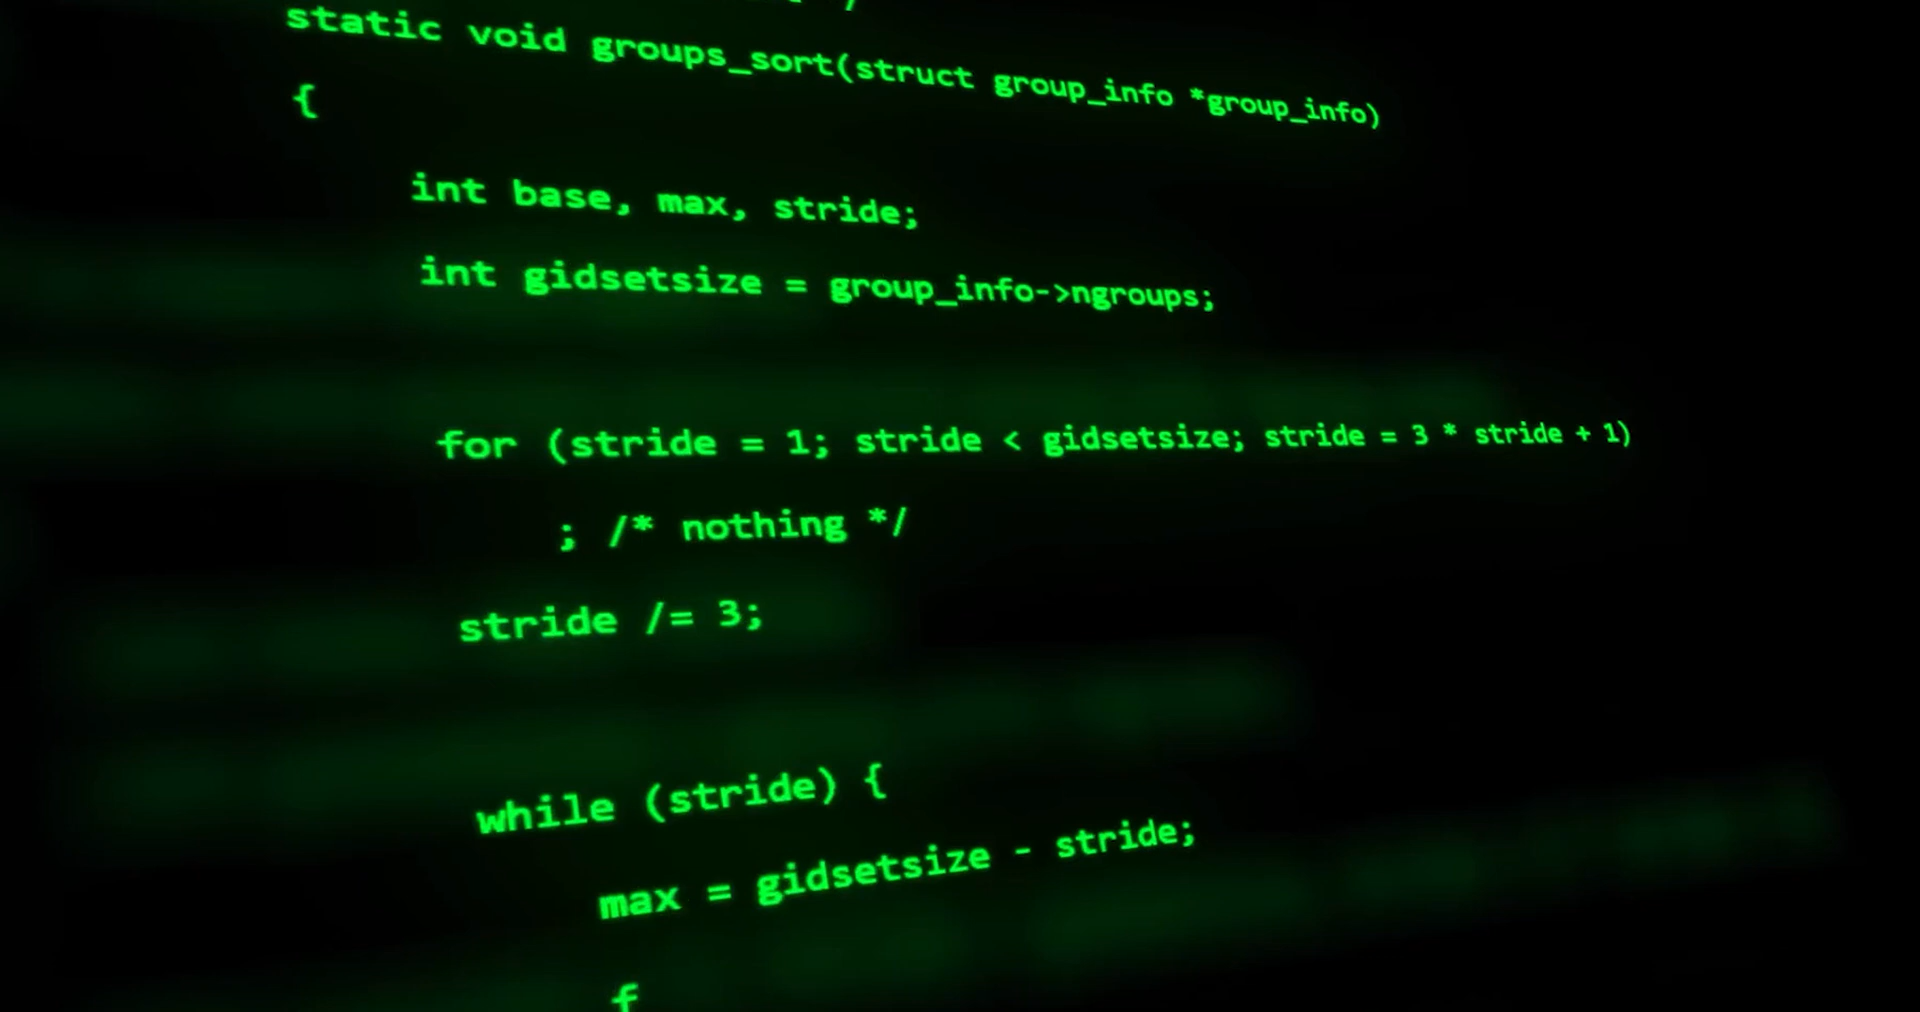 static void groups_sort(struct group_info *group_info)
{
int base, max, stride;
int gidsetsize = group_info->ngroups;
for (stride = 1; stride < gidsetsize; stride = 3 * stride + 1)
; /* nothing */
stride /= 3;
while (stride) {
max = gidsetsize - stride;
f